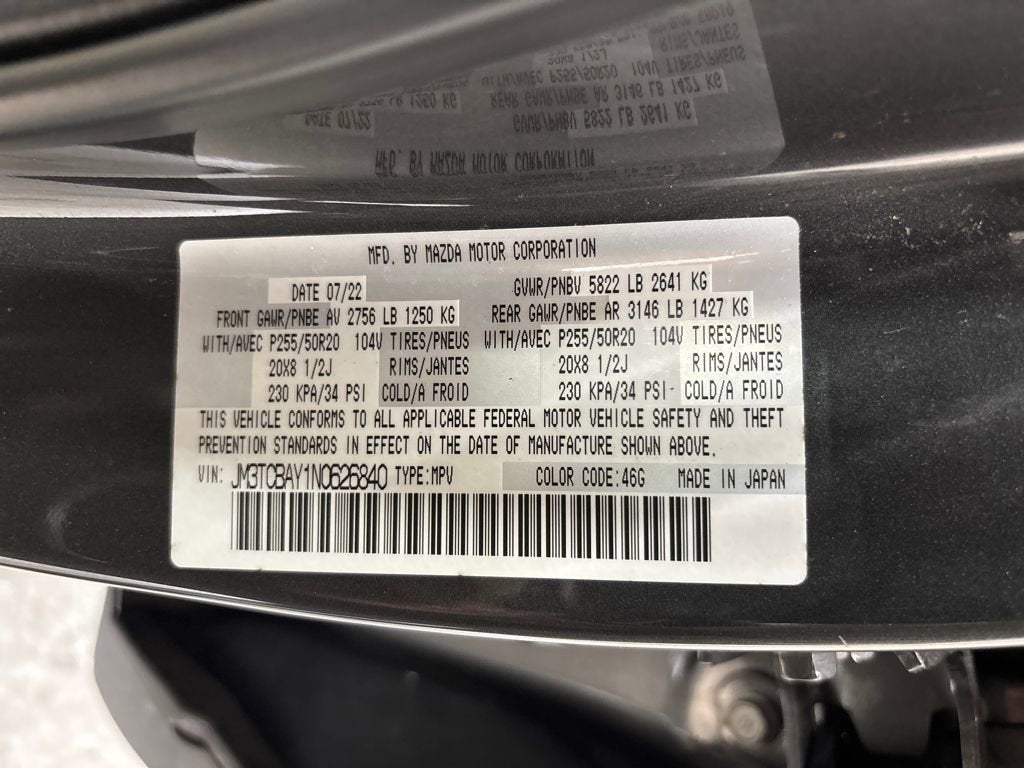 MFD. BY MAZDA MOTOR CORPORATION
DATE 07/22 GVWR/PNBV 5822 LB 2641 KG
FRONT GAWR/PNBE AV 2756 LB 1250 KG REAR GAWR/PNBE AR 3146 LB 1427 KG
WITH/AVEC P255/50R20 104V TIRES/PNEUS WITH/AVEC P255/50R20 104V TIRES/PNEUS
20X8 1/2J RIMS/JANTES 20X8 1/2J RIMS/JANTES
230 KPA/34 PSI COLD/A FROID 230 KPA/34 PSI COLD/A FROID
THIS VEHICLE CONFORMS TO ALL APPLICABLE FEDERAL MOTOR VEHICLE SAFETY AND THEFT
PREVENTION STANDARDS IN EFFECT ON THE DATE OF MANUFACTURE SHOWN ABOVE.
VIN: JM3TCBAY1N0626840 TYPE:MPV COLOR CODE:46G MADE IN JAPAN